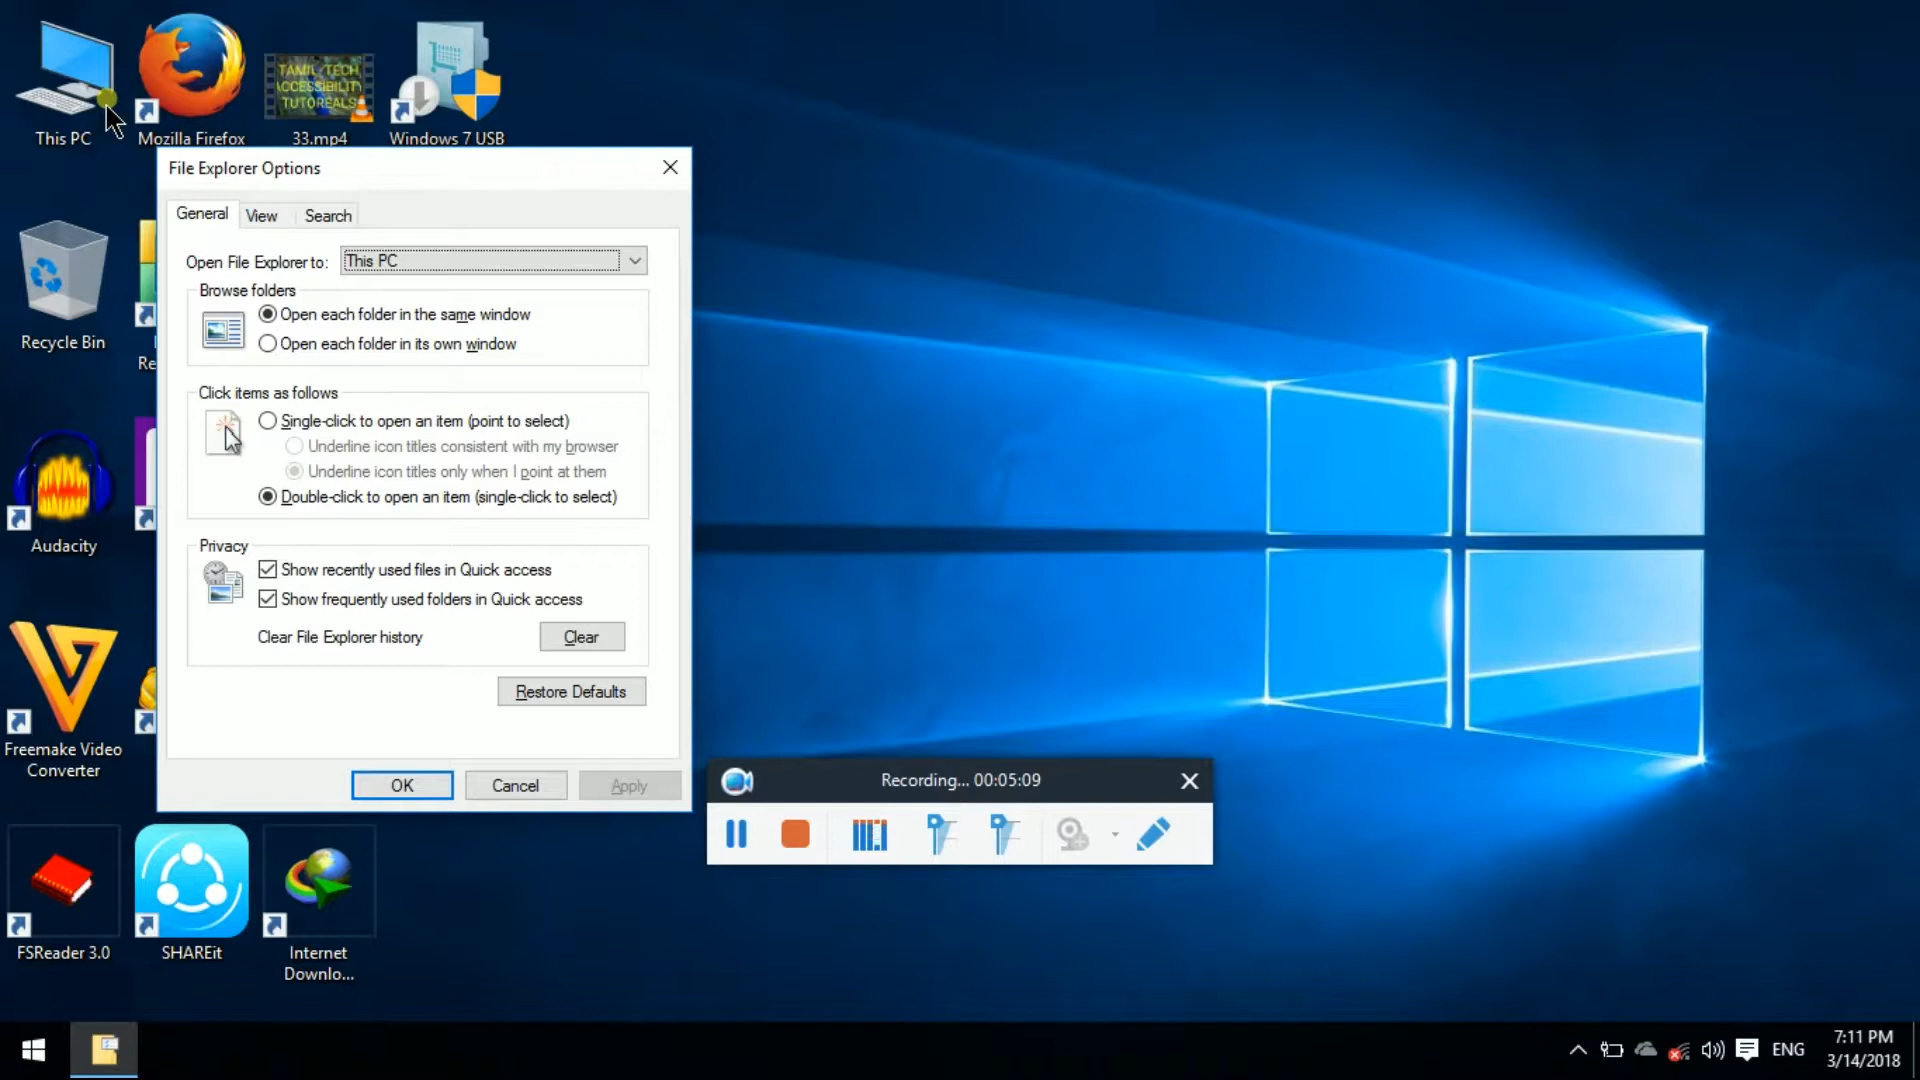 This PC
Mozilla Firefox
TAMIL TECH
ACCESSIBILITY
TUTOREALS
33.mp4
Windows 7 USB
File Explorer Options
General
View
Search
Open File Explorer to:
This PC
Browse folders
Open each folder in the same window
Open each folder in its own window
Click items as follows
Single-click to open an item (point to select)
Underline icon titles consistent with my browser
Underline icon titles only when I point at them
Double-click to open an item (single-click to select)
Privacy
Show recently used files in Quick access
Show frequently used folders in Quick access
Clear File Explorer history
Clear
Restore Defaults
OK
Cancel
Apply
Recycle Bin
Re
Audacity
Freemake Video
Converter
Recording... 00:05:09
FSReader 3.0
SHAREit
Internet
Downlo...
ENG
7:11 PM
3/14/2018